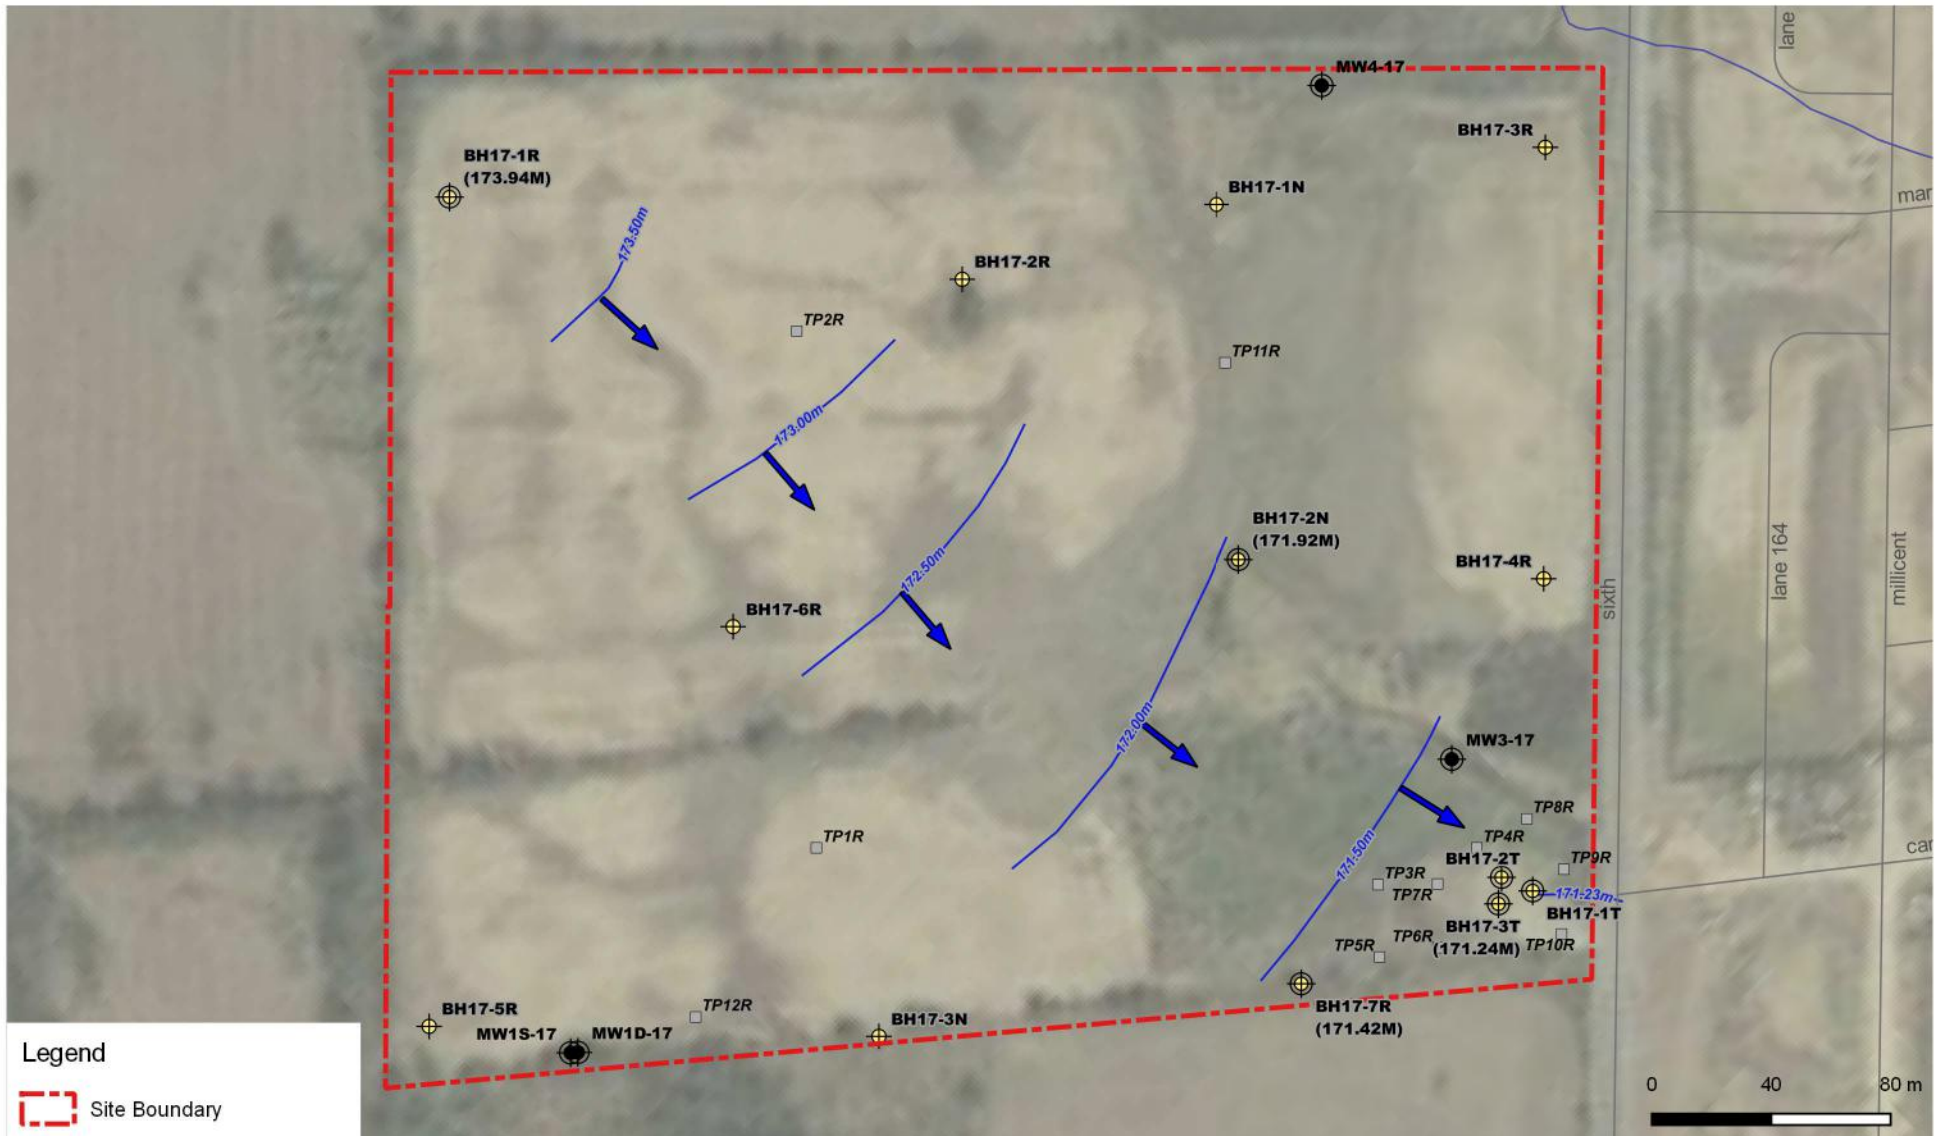 lane
MW4-17
BH17-3R
BH17-1R
(173.94M)
BH17-1N
mar
173.50m
BH17-2R
TP2R
TP11R
173.00m
BH17-2N
(171.92M)
lane 164
millicent
sixth
172.50m
BH17-4R
BH17-6R
172.00m
MW3-17
TP8R
TP4R
TP1R
171.50m
BH17-2T
TP9R
car
TP3R
TP7R
171.23m
BH17-1T
BH17-3T
(171.24M)
TP6R
TP5R
TP10R
BH17-7R
(171.42M)
BH17-5R
TP12R
MW1S-17
MW1D-17
BH17-3N
Legend
Site Boundary
0 40 80 m